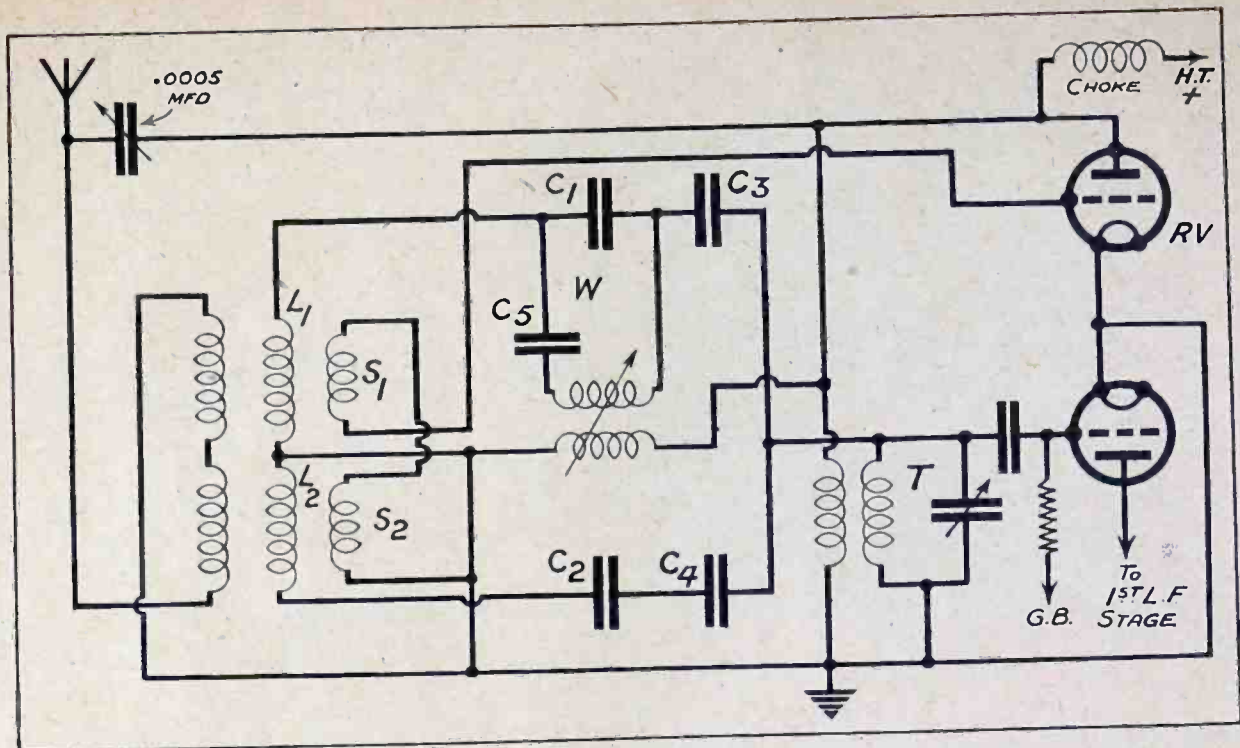 .0005
MFD
CHOKE
H.T.
+
C1
C3
RV
W
L1
C5
S1
L2
S2
T
C2
C4
G.B.
To
1ST L.F
STAGE